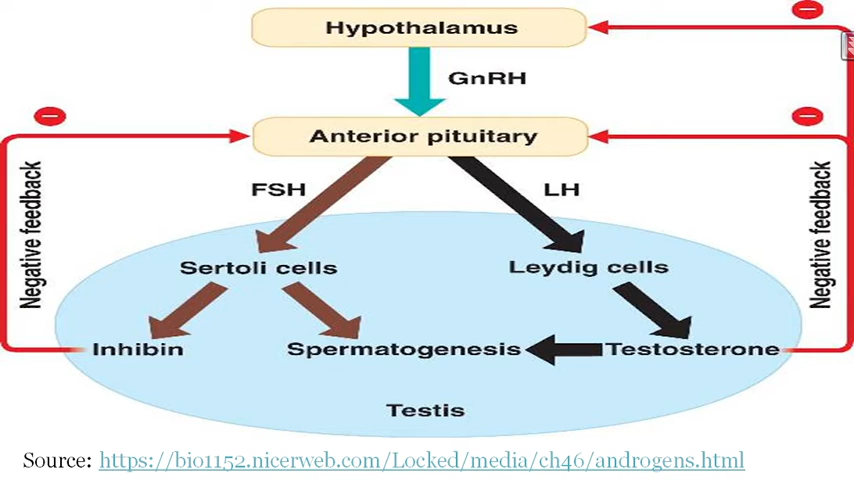 Hypothalamus
GnRH
Anterior pituitary
FSH
LH
Negative feedback
Negative feedback
Sertoli cells
Leydig cells
Inhibin
Spermatogenesis
Testosterone
Testis
Source: https://bio1152.nicerweb.com/Locked/media/ch46/androgens.html